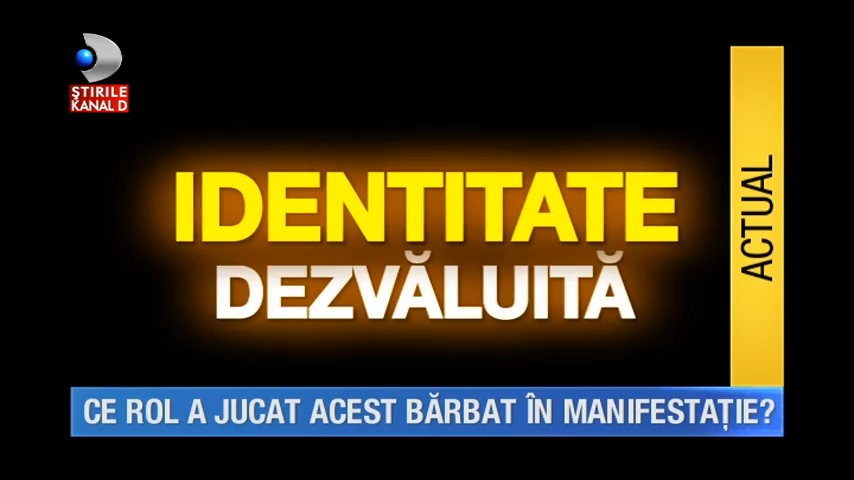 ȘTIRILE
KANAL D
IDENTITATE
DEZVĂLUITĂ
ACTUAL
CE ROL A JUCAT ACEST BĂRBAT ÎN MANIFESTAȚIE?